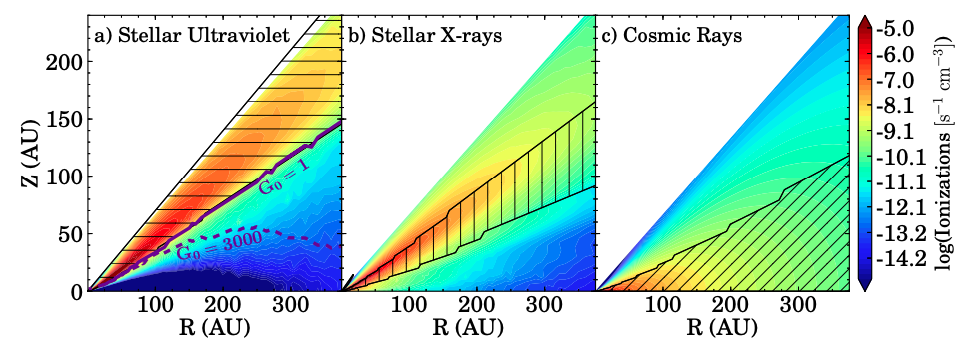 a) Stellar Ultraviolet
b) Stellar X-rays
c) Cosmic Rays
200
150
100
50
0
Z (AU)
G₀ = 1
G₀ = 3000
100 200 300
100 200 300
100 200 300
R (AU)
R (AU)
R (AU)
-5.0
-6.0
-7.0
-8.1
-9.1
-10.1
-11.1
-12.1
-13.2
-14.2
log(Ionizations [s⁻¹ cm⁻³])